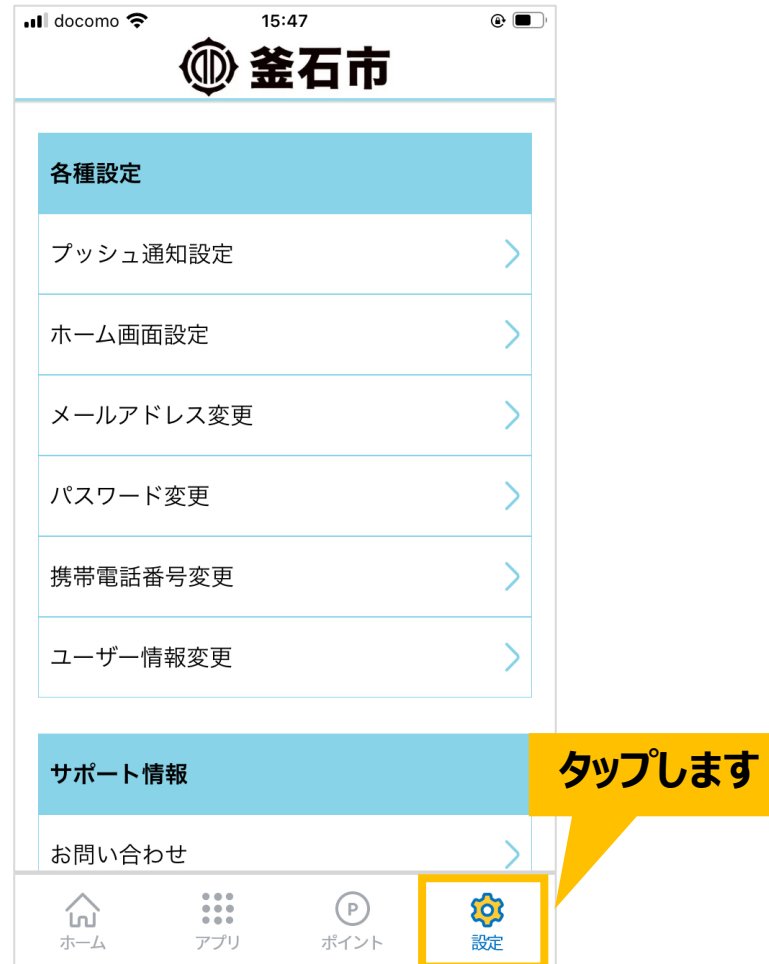 docomo 15:47
釜石市
各種設定
プッシュ通知設定
ホーム画面設定
メールアドレス変更
パスワード変更
携帯電話番号変更
ユーザー情報変更
サポート情報
タップします
お問い合わせ
P
ホーム アプリ ポイント 設定